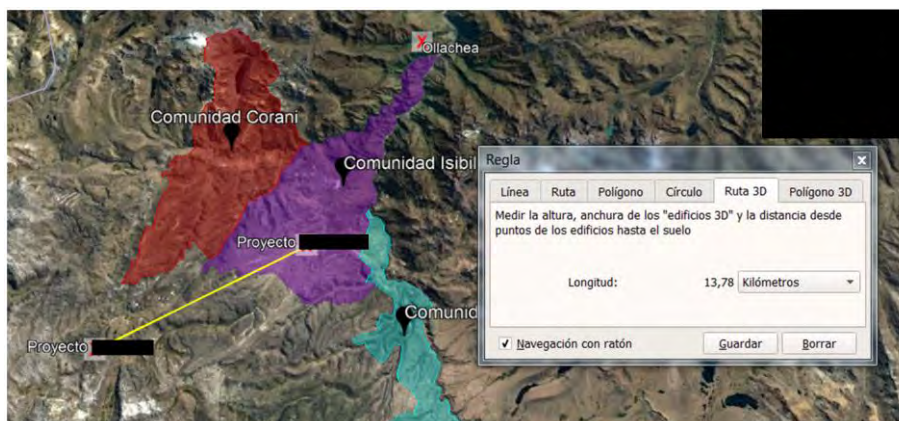 Ollachea
Comunidad Corani
Comunidad Isibil
Proyecto
Comunid
Proyecto
Regla
Línea Ruta Polígono Círculo Ruta 3D Polígono 3D
Medir la altura, anchura de los "edificios 3D" y la distancia desde
puntos de los edificios hasta el suelo
Longitud: 13,78 Kilómetros
Navegación con ratón Guardar Borrar